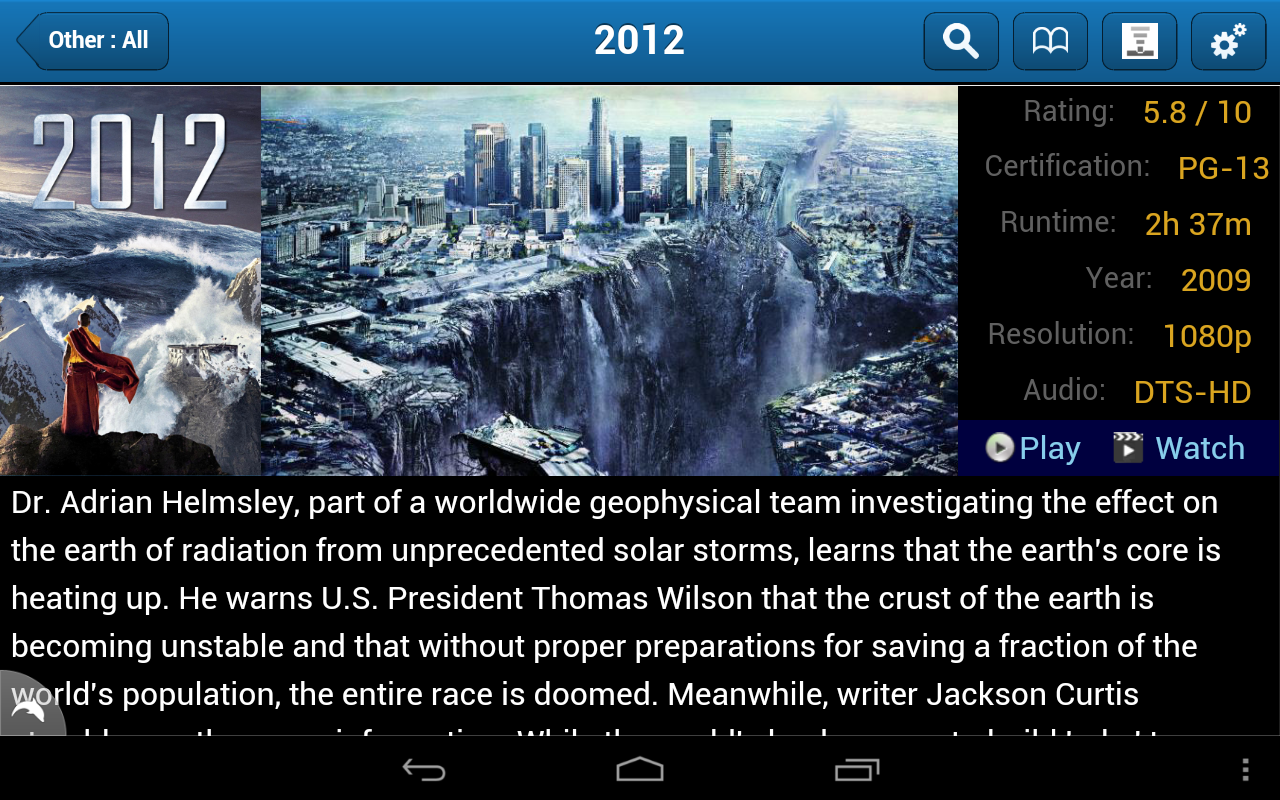 Other : All
2012
2012
Rating: 5.8 / 10
Certification: PG-13
Runtime: 2h 37m
Year: 2009
Resolution: 1080p
Audio: DTS-HD
Play Watch
Dr. Adrian Helmsley, part of a worldwide geophysical team investigating the effect on
the earth of radiation from unprecedented solar storms, learns that the earth's core is
heating up. He warns U.S. President Thomas Wilson that the crust of the earth is
becoming unstable and that without proper preparations for saving a fraction of the
world's population, the entire race is doomed. Meanwhile, writer Jackson Curtis